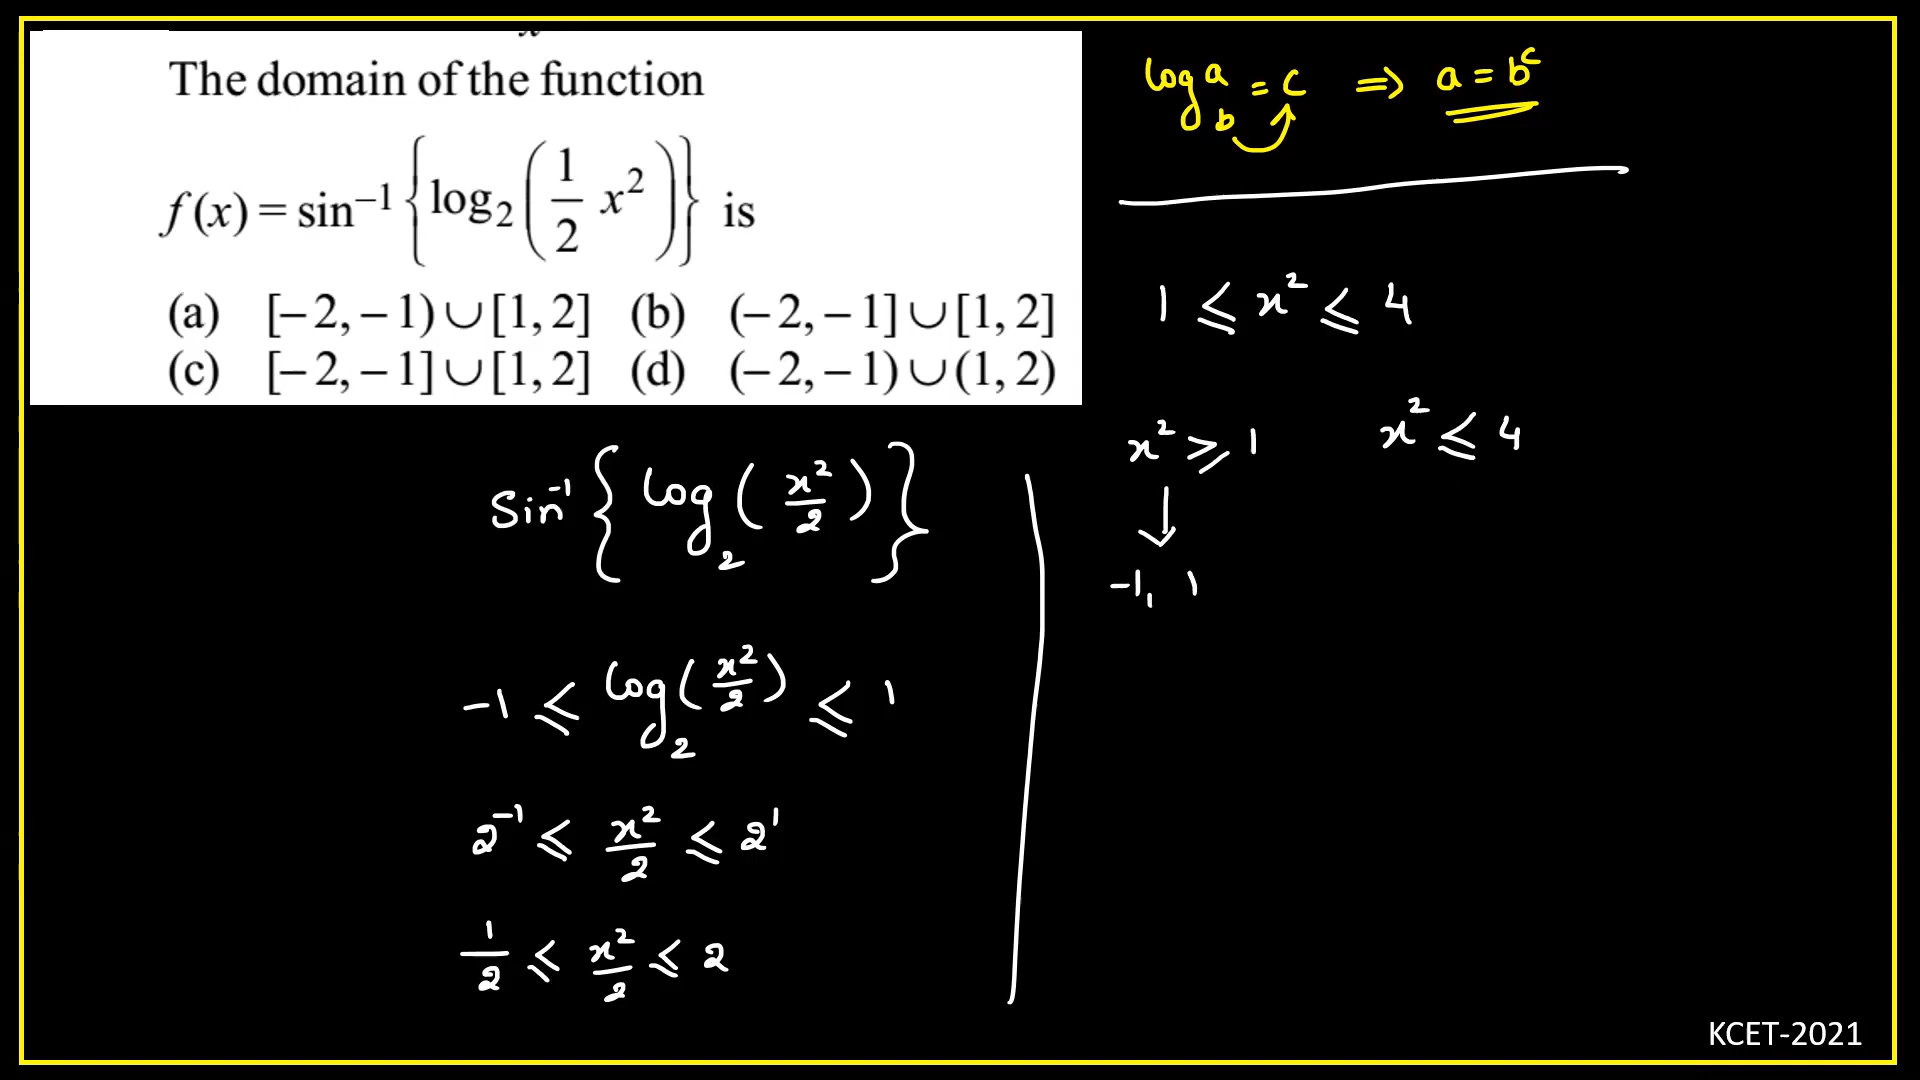 The domain of the function
f(x) = sin⁻¹ {log₂ (1/2 x²)} is
(a) [– 2, – 1) ∪ [1, 2] (b) (– 2, – 1] ∪ [1, 2]
(c) [– 2, – 1] ∪ [1, 2] (d) (– 2, – 1) ∪ (1, 2)
Sin⁻¹ { log₂ ( x²/2 ) }
-1 ≤ log₂ ( x²/2 ) ≤ 1
2⁻¹ ≤ x²/2 ≤ 2¹
1/2 ≤ x²/2 ≤ 2
log_b a = c ⇒ a = b^c
1 ≤ x² ≤ 4
x² ≥ 1 x² ≤ 4
↓
-1, 1
KCET-2021